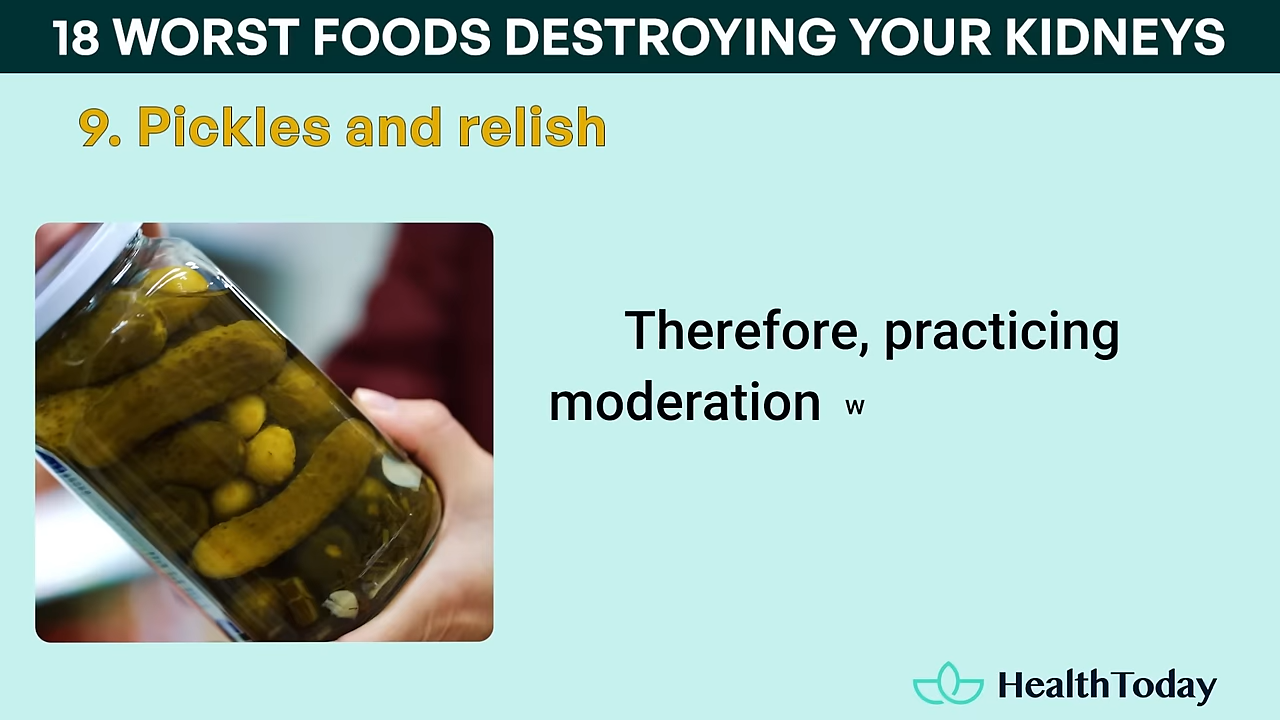 18 WORST FOODS DESTROYING YOUR KIDNEYS
9. Pickles and relish
Therefore, practicing
moderation w
HealthToday